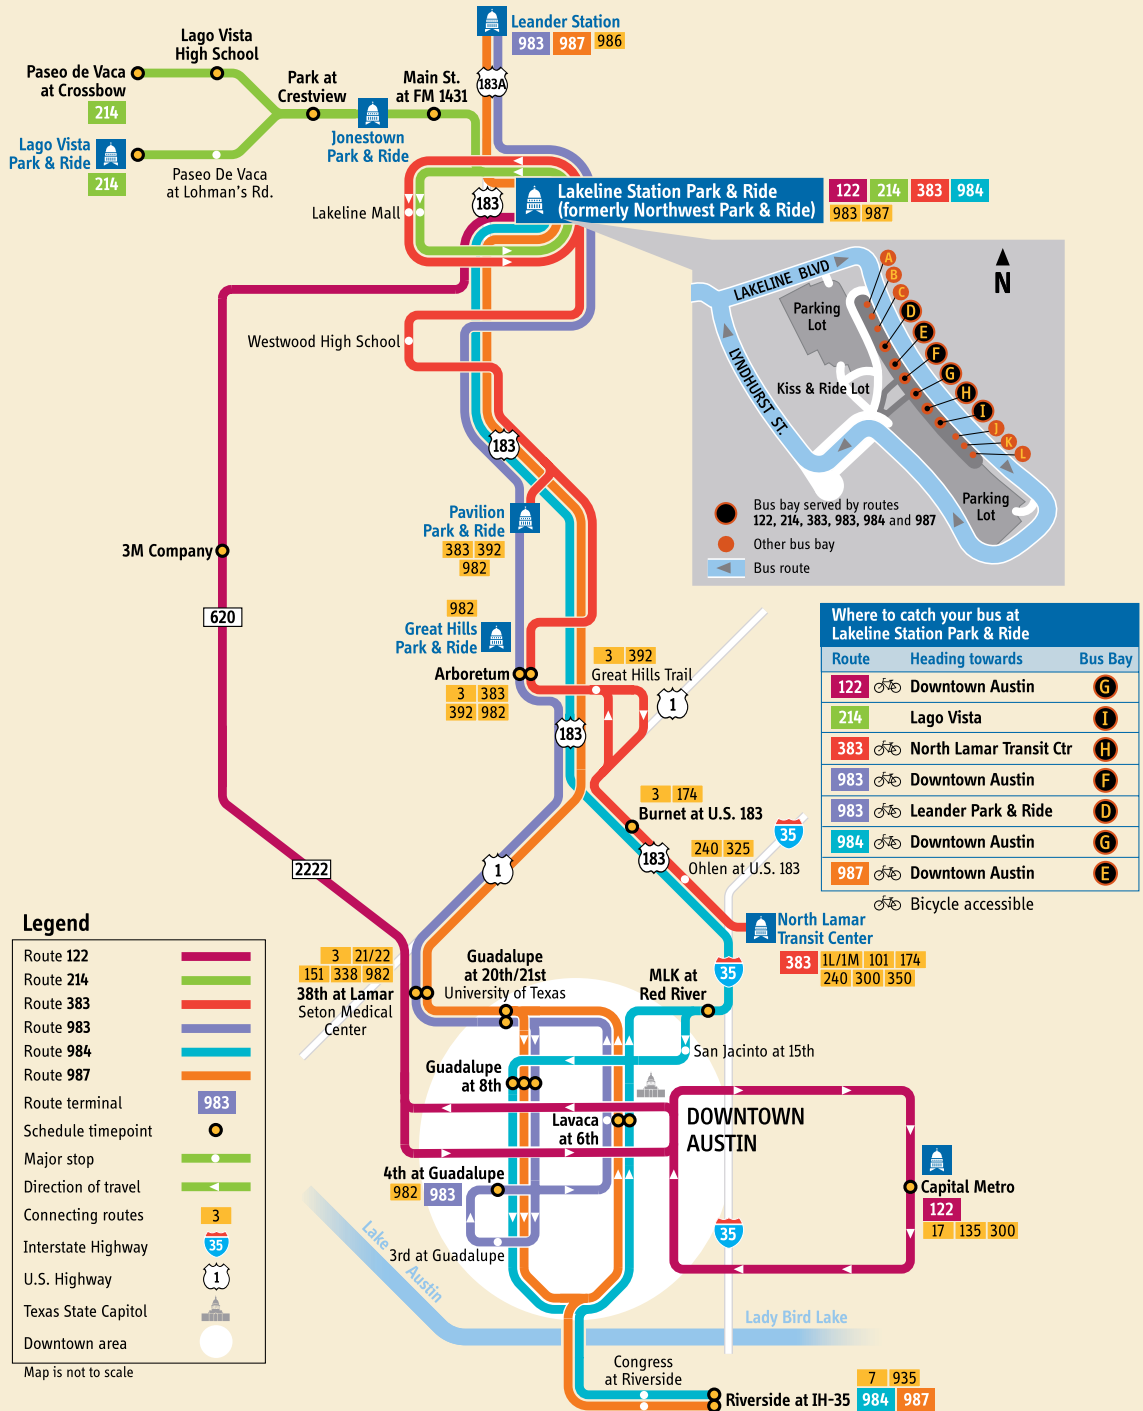 Leander Station
983 987 986
183A
Lago Vista
High School
Paseo de Vaca
at Crossbow
214
Park at
Crestview
Main St.
at FM 1431
Lago Vista
Park & Ride
214
Jonestown
Park & Ride
Paseo De Vaca
at Lohman's Rd.
Lakeline Mall
183
Lakeline Station Park & Ride
(formerly Northwest Park & Ride)
122 214 383 984
983 987
LAKELINE BLVD
LYNDHURST ST.
Parking
Lot
Kiss & Ride Lot
Parking
Lot
N
A
B
C
D
E
F
G
H
I
J
K
L
Bus bay served by routes
122, 214, 383, 983, 984 and 987
Other bus bay
Bus route
Westwood High School
183
Pavilion
Park & Ride
383 392
982
3M Company
620
982
Great Hills
Park & Ride
Arboretum
3 383
392 982
3 392
Great Hills Trail
1
183
3 174
Burnet at U.S. 183
35
240 325
Ohlen at U.S. 183
183
1
2222
Where to catch your bus at
Lakeline Station Park & Ride
Route Heading towards Bus Bay
122 Downtown Austin G
214 Lago Vista I
383 North Lamar Transit Ctr H
983 Downtown Austin F
983 Leander Park & Ride D
984 Downtown Austin G
987 Downtown Austin E
Bicycle accessible
North Lamar
Transit Center
383 1L/1M 101 174
240 300 350
35
3 21/22
151 338 982
38th at Lamar
Seton Medical
Center
Guadalupe
at 20th/21st
University of Texas
MLK at
Red River
San Jacinto at 15th
Guadalupe
at 8th
Lavaca
at 6th
DOWNTOWN
AUSTIN
4th at Guadalupe
982 983
3rd at Guadalupe
Capital Metro
122
17 135 300
35
Lake
Austin
Lady Bird Lake
Congress
at Riverside
7 935
Riverside at IH-35 984 987
Legend
Route 122
Route 214
Route 383
Route 983
Route 984
Route 987
Route terminal 983
Schedule timepoint
Major stop
Direction of travel
Connecting routes 3
Interstate Highway 35
U.S. Highway 1
Texas State Capitol
Downtown area
Map is not to scale